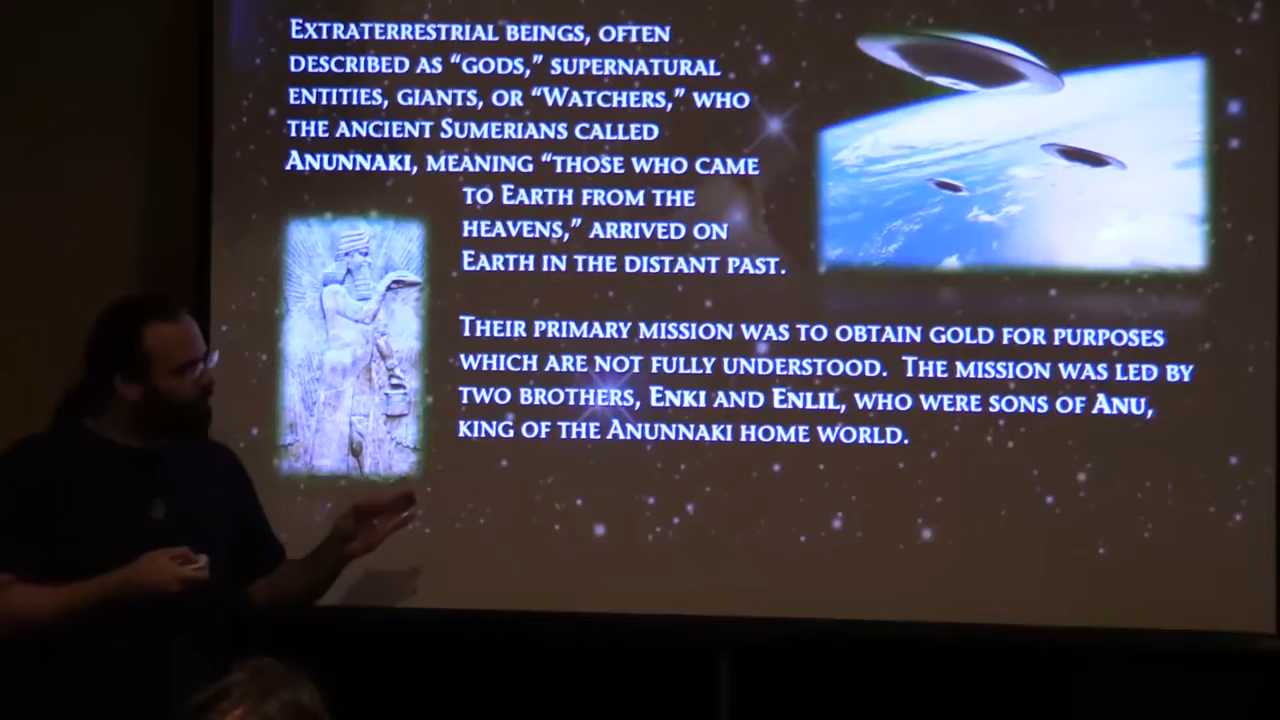 EXTRATERRESTRIAL BEINGS, OFTEN
DESCRIBED AS “GODS,” SUPERNATURAL
ENTITIES, GIANTS, OR “WATCHERS,” WHO
THE ANCIENT SUMERIANS CALLED
ANUNNAKI, MEANING “THOSE WHO CAME
TO EARTH FROM THE
HEAVENS,” ARRIVED ON
EARTH IN THE DISTANT PAST.
THEIR PRIMARY MISSION WAS TO OBTAIN GOLD FOR PURPOSES
WHICH ARE NOT FULLY UNDERSTOOD. THE MISSION WAS LED BY
TWO BROTHERS, ENKI AND ENLIL, WHO WERE SONS OF ANU,
KING OF THE ANUNNAKI HOME WORLD.